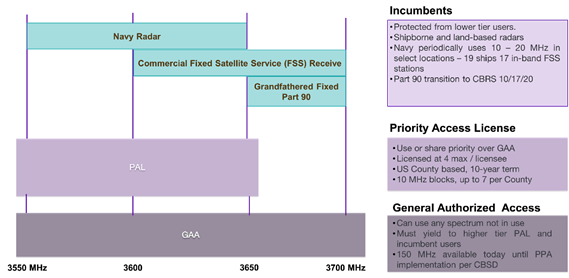 Navy Radar
Commercial Fixed Satellite Service (FSS) Receive
Grandfathered Fixed
Part 90
PAL
GAA
3550 MHz
3600
3650
3700 MHz
Incumbents
•Protected from lower tier users.
•Shipborne and land-based radars
•Navy periodically uses 10 – 20 MHz in
select locations – 19 ships 17 in-band FSS
stations
•Part 90 transition to CBRS 10/17/20
Priority Access License
•Use or share priority over GAA
•Licensed at 4 max / licensee
•US County based, 10-year term
•10 MHz blocks, up to 7 per County
General Authorized Access
•Can use any spectrum not in use
•Must yield to higher tier PAL and
incumbent users
•150 MHz available today until PPA
implementation per CBSD